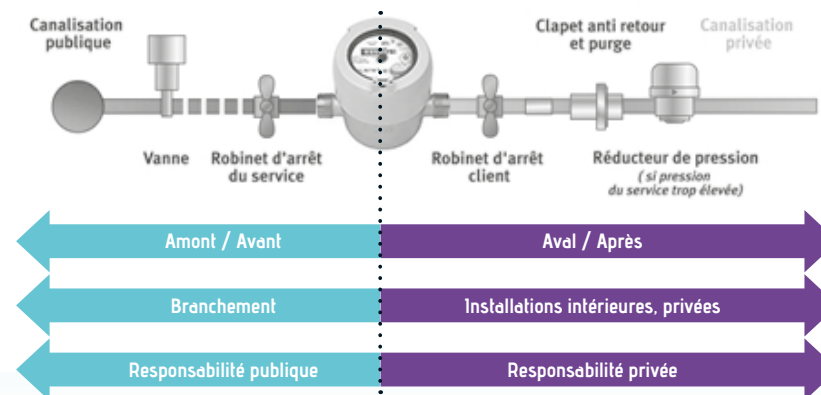 Canalisation
publique
Clapet anti retour
et purge
Canalisation
privée
Vanne
Robinet d'arrêt
du service
Robinet d'arrêt
client
Réducteur de pression
( si pression
du service trop élevée)
Amont / Avant
Aval / Après
Branchement
Installations intérieures, privées
Responsabilité publique
Responsabilité privée